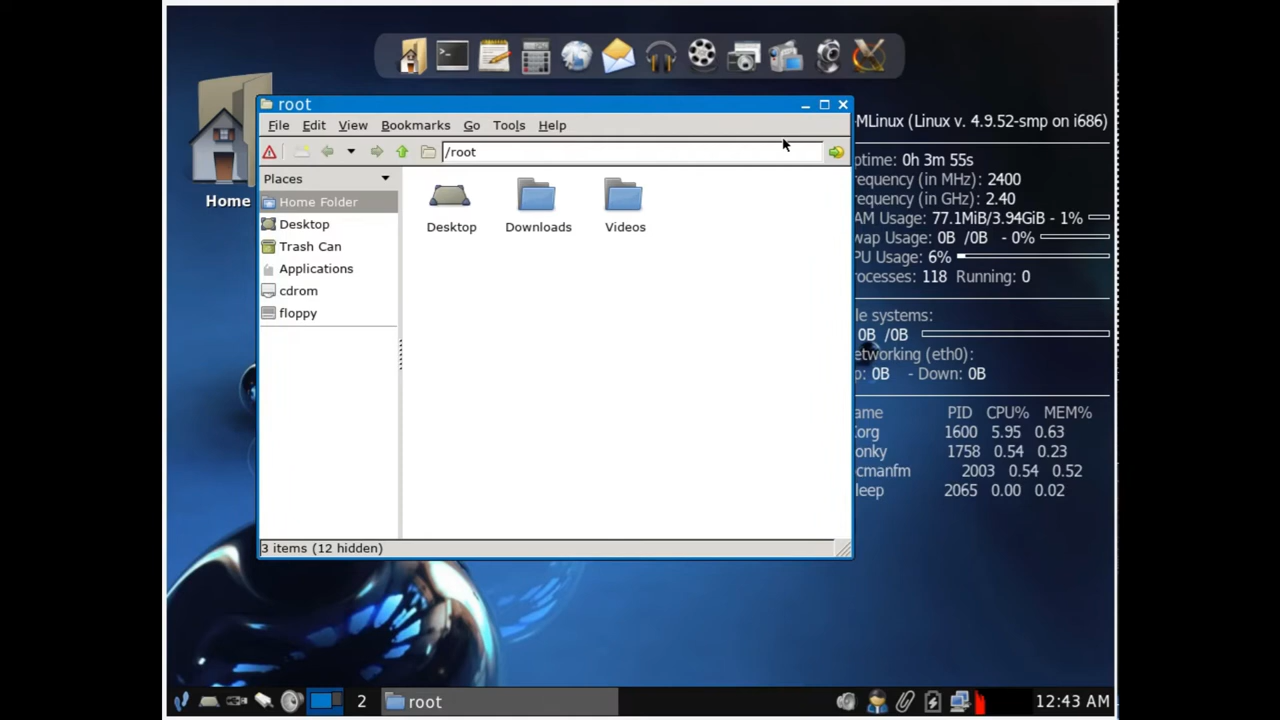 Home
root
File Edit View Bookmarks Go Tools Help
/root
Places
Home Folder
Desktop
Trash Can
Applications
cdrom
floppy
Desktop Downloads Videos
3 items (12 hidden)
MLinux (Linux v. 4.9.52-smp on i686)
ptime: 0h 3m 55s
requency (in MHz): 2400
requency (in GHz): 2.40
AM Usage: 77.1MiB/3.94GiB - 1%
wap Usage: 0B /0B - 0%
PU Usage: 6%
rocesses: 118 Running: 0
le systems:
0B /0B
etworking (eth0):
p: 0B - Down: 0B
ame PID CPU% MEM%
org 1600 5.95 0.63
onky 1758 0.54 0.23
cmanfm 2003 0.54 0.52
leep 2065 0.00 0.02
2 root 12:43 AM